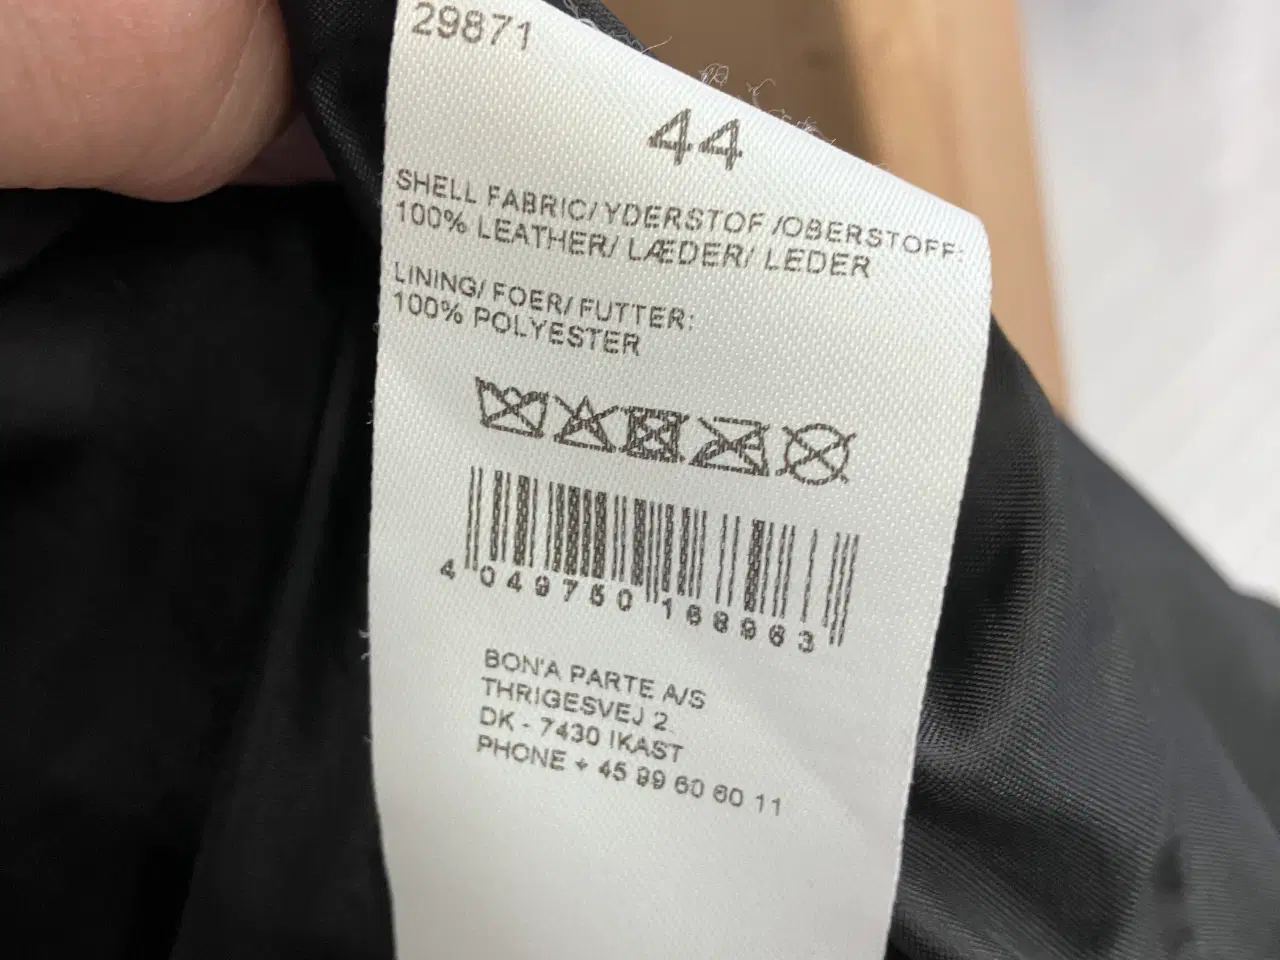 29871
44
SHELL FABRIC/ YDERSTOF /OBERSTOFF:
100% LEATHER/ LÆDER/ LEDER
LINING/ FOER/ FUTTER:
100% POLYESTER
4 049750 168963
BON'A PARTE A/S
THRIGESVEJ 2
DK - 7430 IKAST
PHONE + 45 99 60 60 11